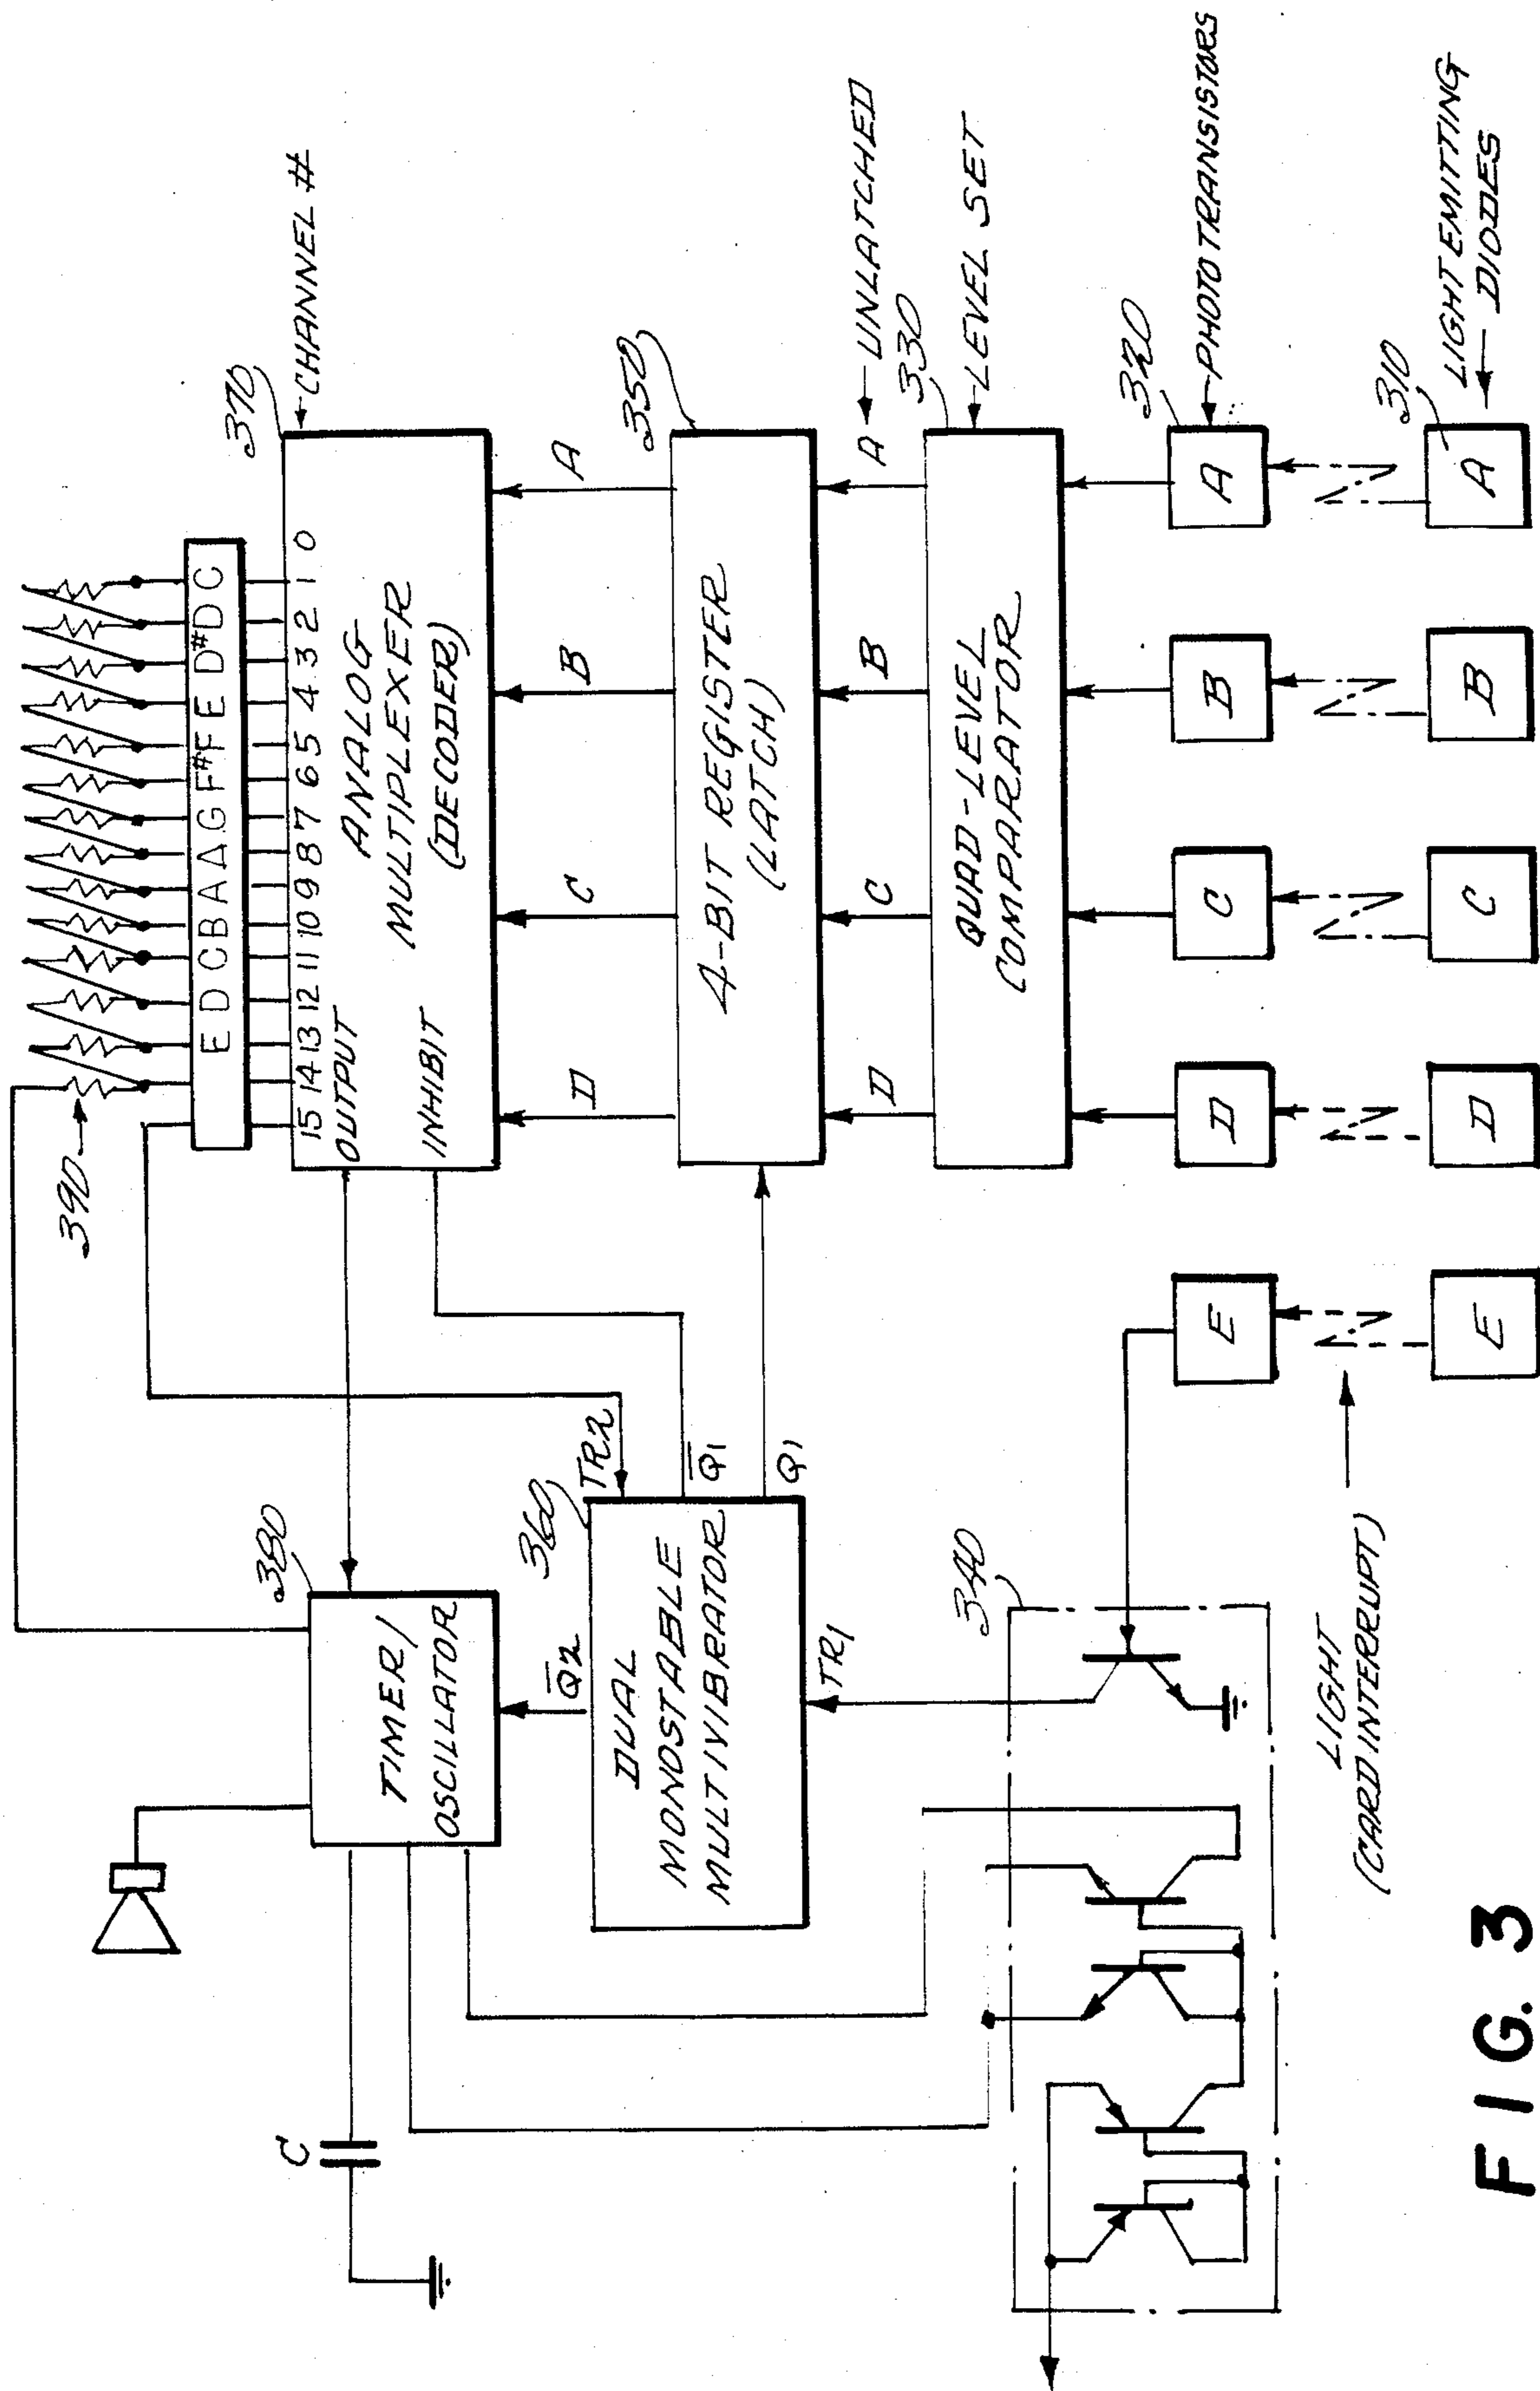 390
E D C B A A G F# F E D# D C
370
CHANNEL #
15 14 13 12 11 10 9 8 7 6 5 4 3 2 1 0
OUTPUT
ANALOG
MULTIPLEXER
(DECODER)
INHIBIT
D C B A
380
TIMER/
OSCILLATOR
C
Q2
360
TR2
Q1
Q1
DUAL
MONOSTABLE
MULTIVIBRATOR
TR1
350
4-BIT REGISTER
(LATCH)
D C B A
UNLATCHED
330
LEVEL SET
QUAD-LEVEL
COMPARATOR
340
320
PHOTO TRANSISTORS
E D C B A
LIGHT
(CARD INTERRUPT)
310
LIGHT EMITTING
DIODES
E D C B A
FIG. 3